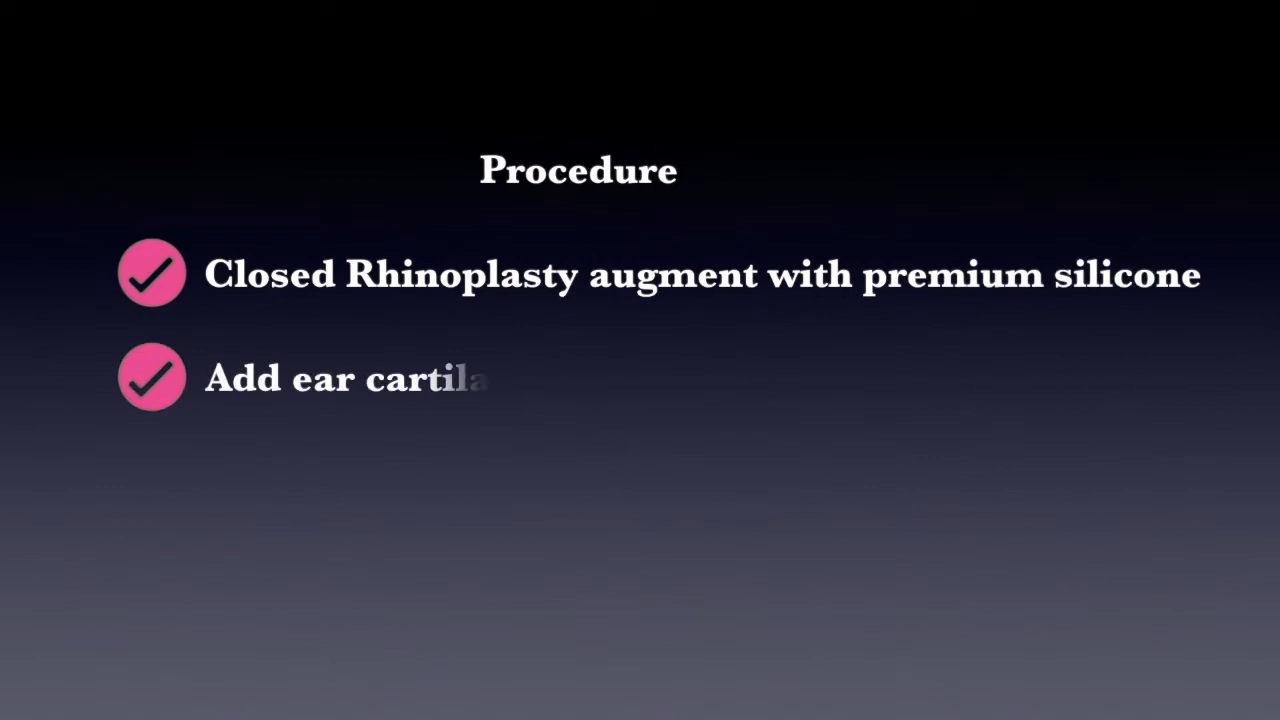 Procedure
Closed Rhinoplasty augment with premium silicone
Add ear cartila